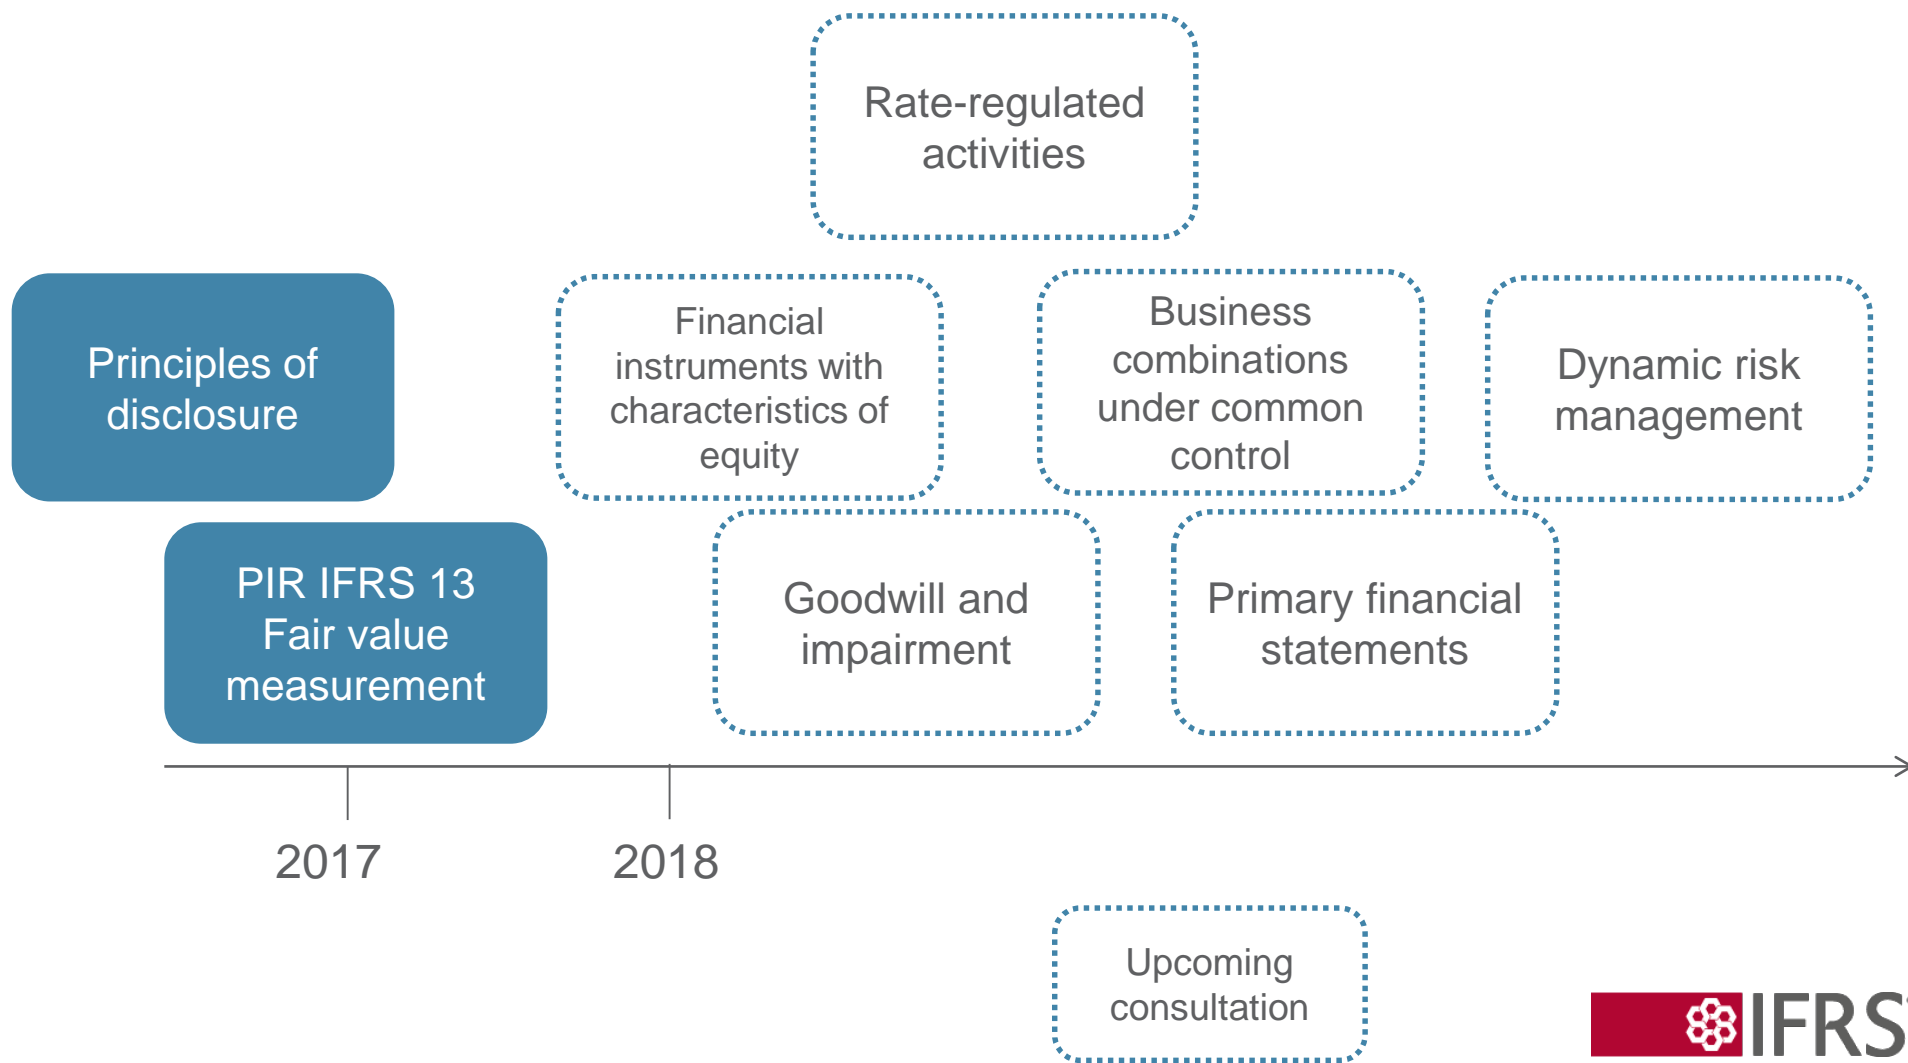 Rate-regulated
activities
Principles of
disclosure
Financial
instruments with
characteristics of
equity
Business
combinations
under common
control
Dynamic risk
management
PIR IFRS 13
Fair value
measurement
Goodwill and
impairment
Primary financial
statements
2017
2018
Upcoming
consultation
IFRS